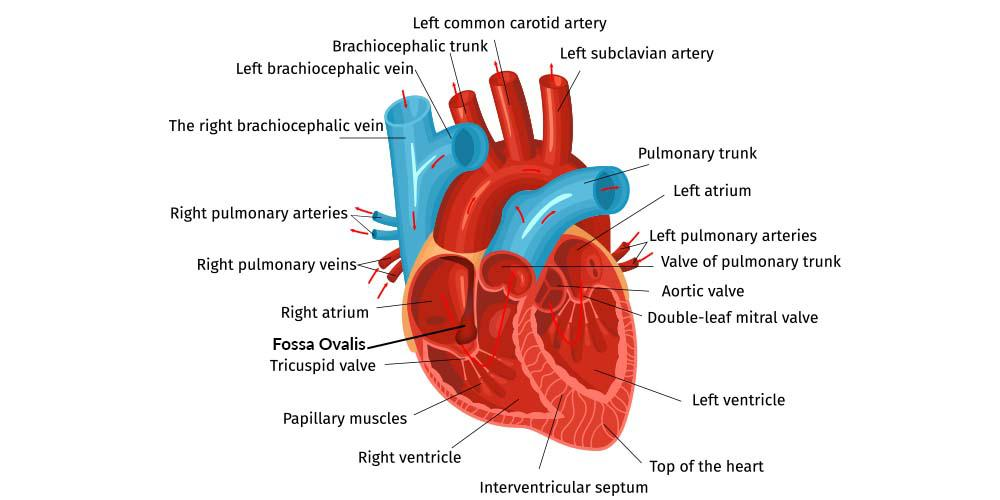 Left common carotid artery
Brachiocephalic trunk
Left subclavian artery
Left brachiocephalic vein
The right brachiocephalic vein
Pulmonary trunk
Left atrium
Right pulmonary arteries
Left pulmonary arteries
Right pulmonary veins
Valve of pulmonary trunk
Aortic valve
Right atrium
Double-leaf mitral valve
Fossa Ovalis
Tricuspid valve
Left ventricle
Papillary muscles
Right ventricle
Top of the heart
Interventricular septum